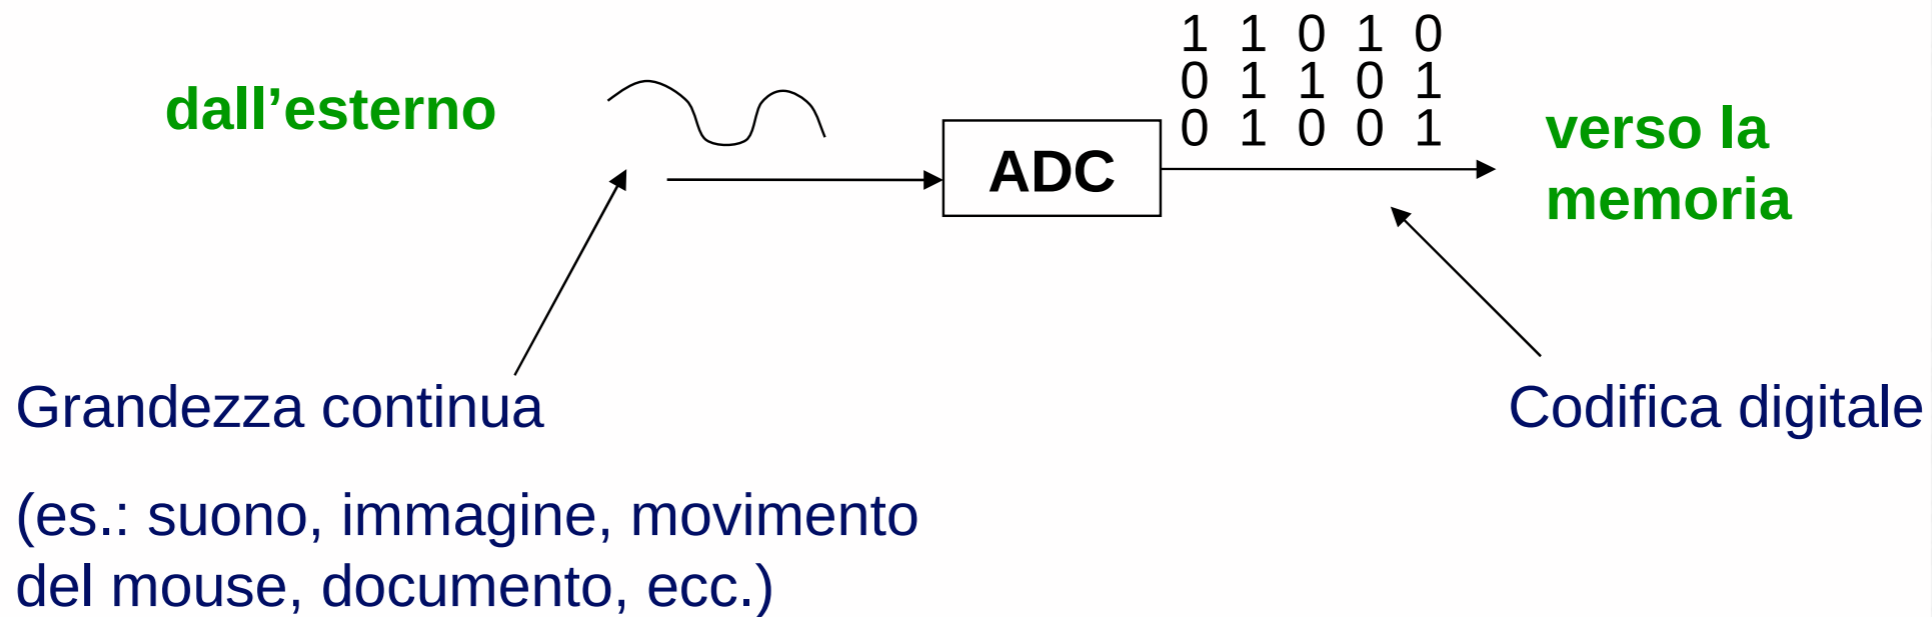 dall’esterno
ADC
1 1 0 1 0
0 1 1 0 1
0 1 0 0 1
verso la
memoria
Grandezza continua
Codifica digitale
(es.: suono, immagine, movimento
del mouse, documento, ecc.)